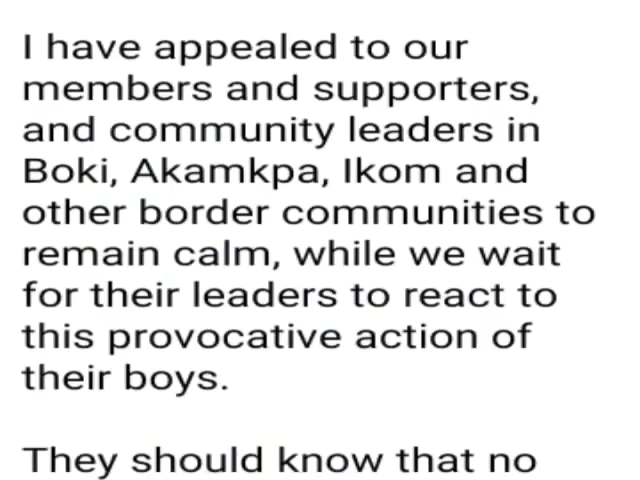 I have appealed to our
members and supporters,
and community leaders in
Boki, Akamkpa, Ikom and
other border communities to
remain calm, while we wait
for their leaders to react to
this provocative action of
their boys.
They should know that no